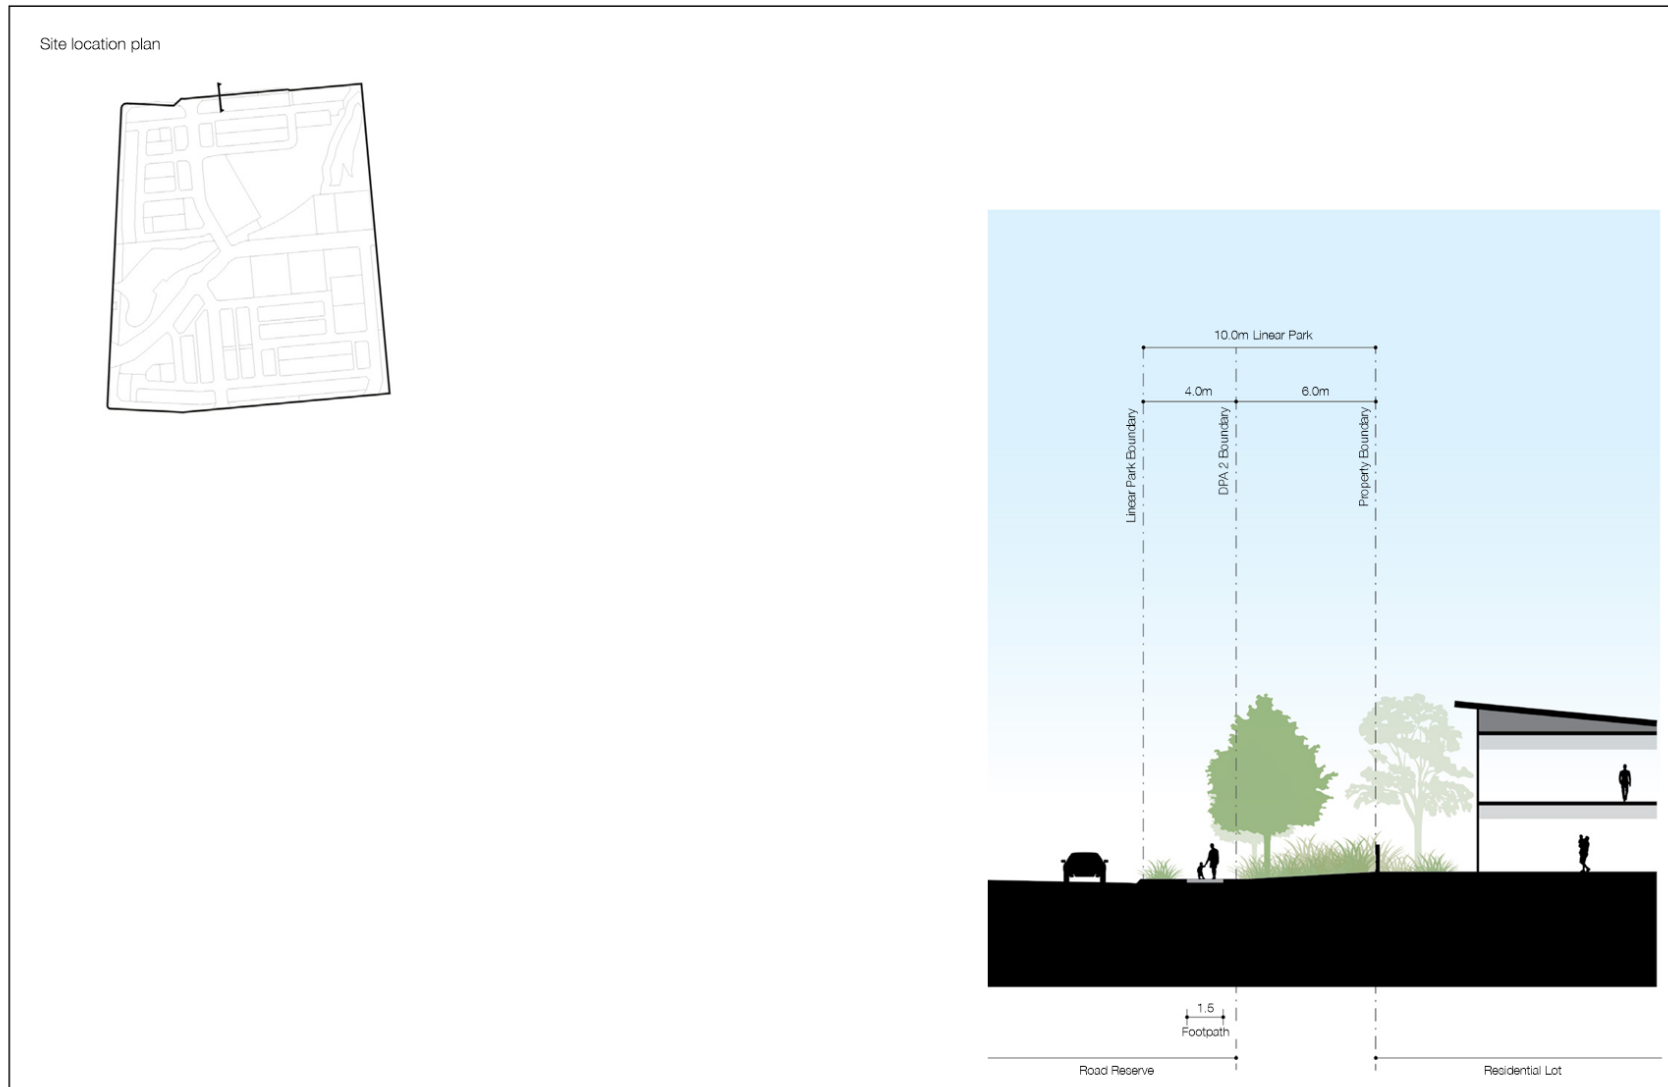 Site location plan
10.0m Linear Park
4.0m
6.0m
Linear Park Boundary
DPA 2 Boundary
Property Boundary
1.5
Footpath
Road Reserve
Residential Lot